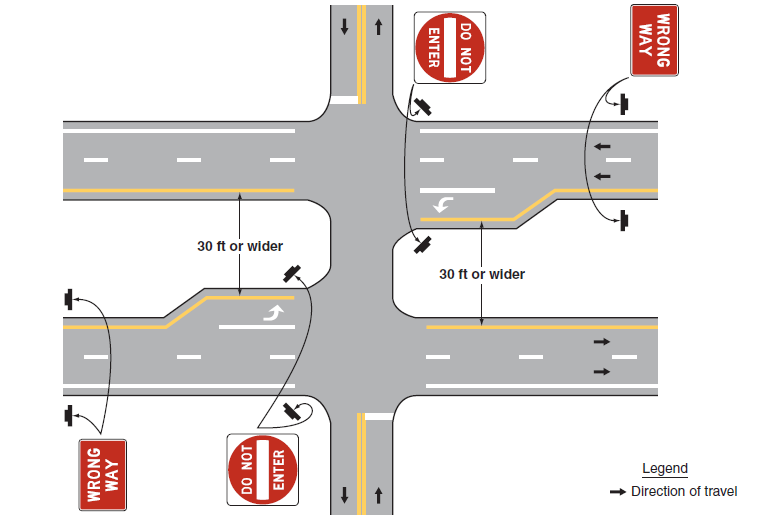 DO NOT
ENTER
WRONG
WAY
30 ft or wider
30 ft or wider
WRONG
WAY
DO NOT
ENTER
Legend
Direction of travel